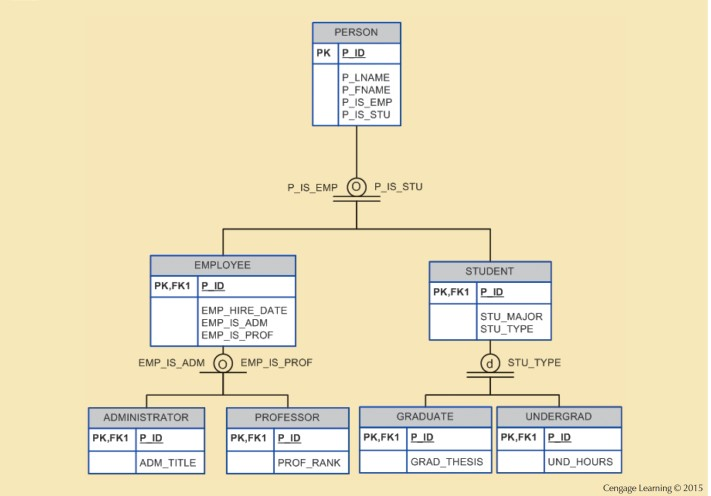 PERSON
PK P_ID
P_LNAME
P_FNAME
P_IS_EMP
P_IS_STU
P_IS_EMP O P_IS_STU
EMPLOYEE
PK,FK1 P_ID
EMP_HIRE_DATE
EMP_IS_ADM
EMP_IS_PROF
STUDENT
PK,FK1 P_ID
STU_MAJOR
STU_TYPE
EMP_IS_ADM O EMP_IS_PROF
d STU_TYPE
ADMINISTRATOR
PK,FK1 P_ID
ADM_TITLE
PROFESSOR
PK,FK1 P_ID
PROF_RANK
GRADUATE
PK,FK1 P_ID
GRAD_THESIS
UNDERGRAD
PK,FK1 P_ID
UND_HOURS
Cengage Learning © 2015